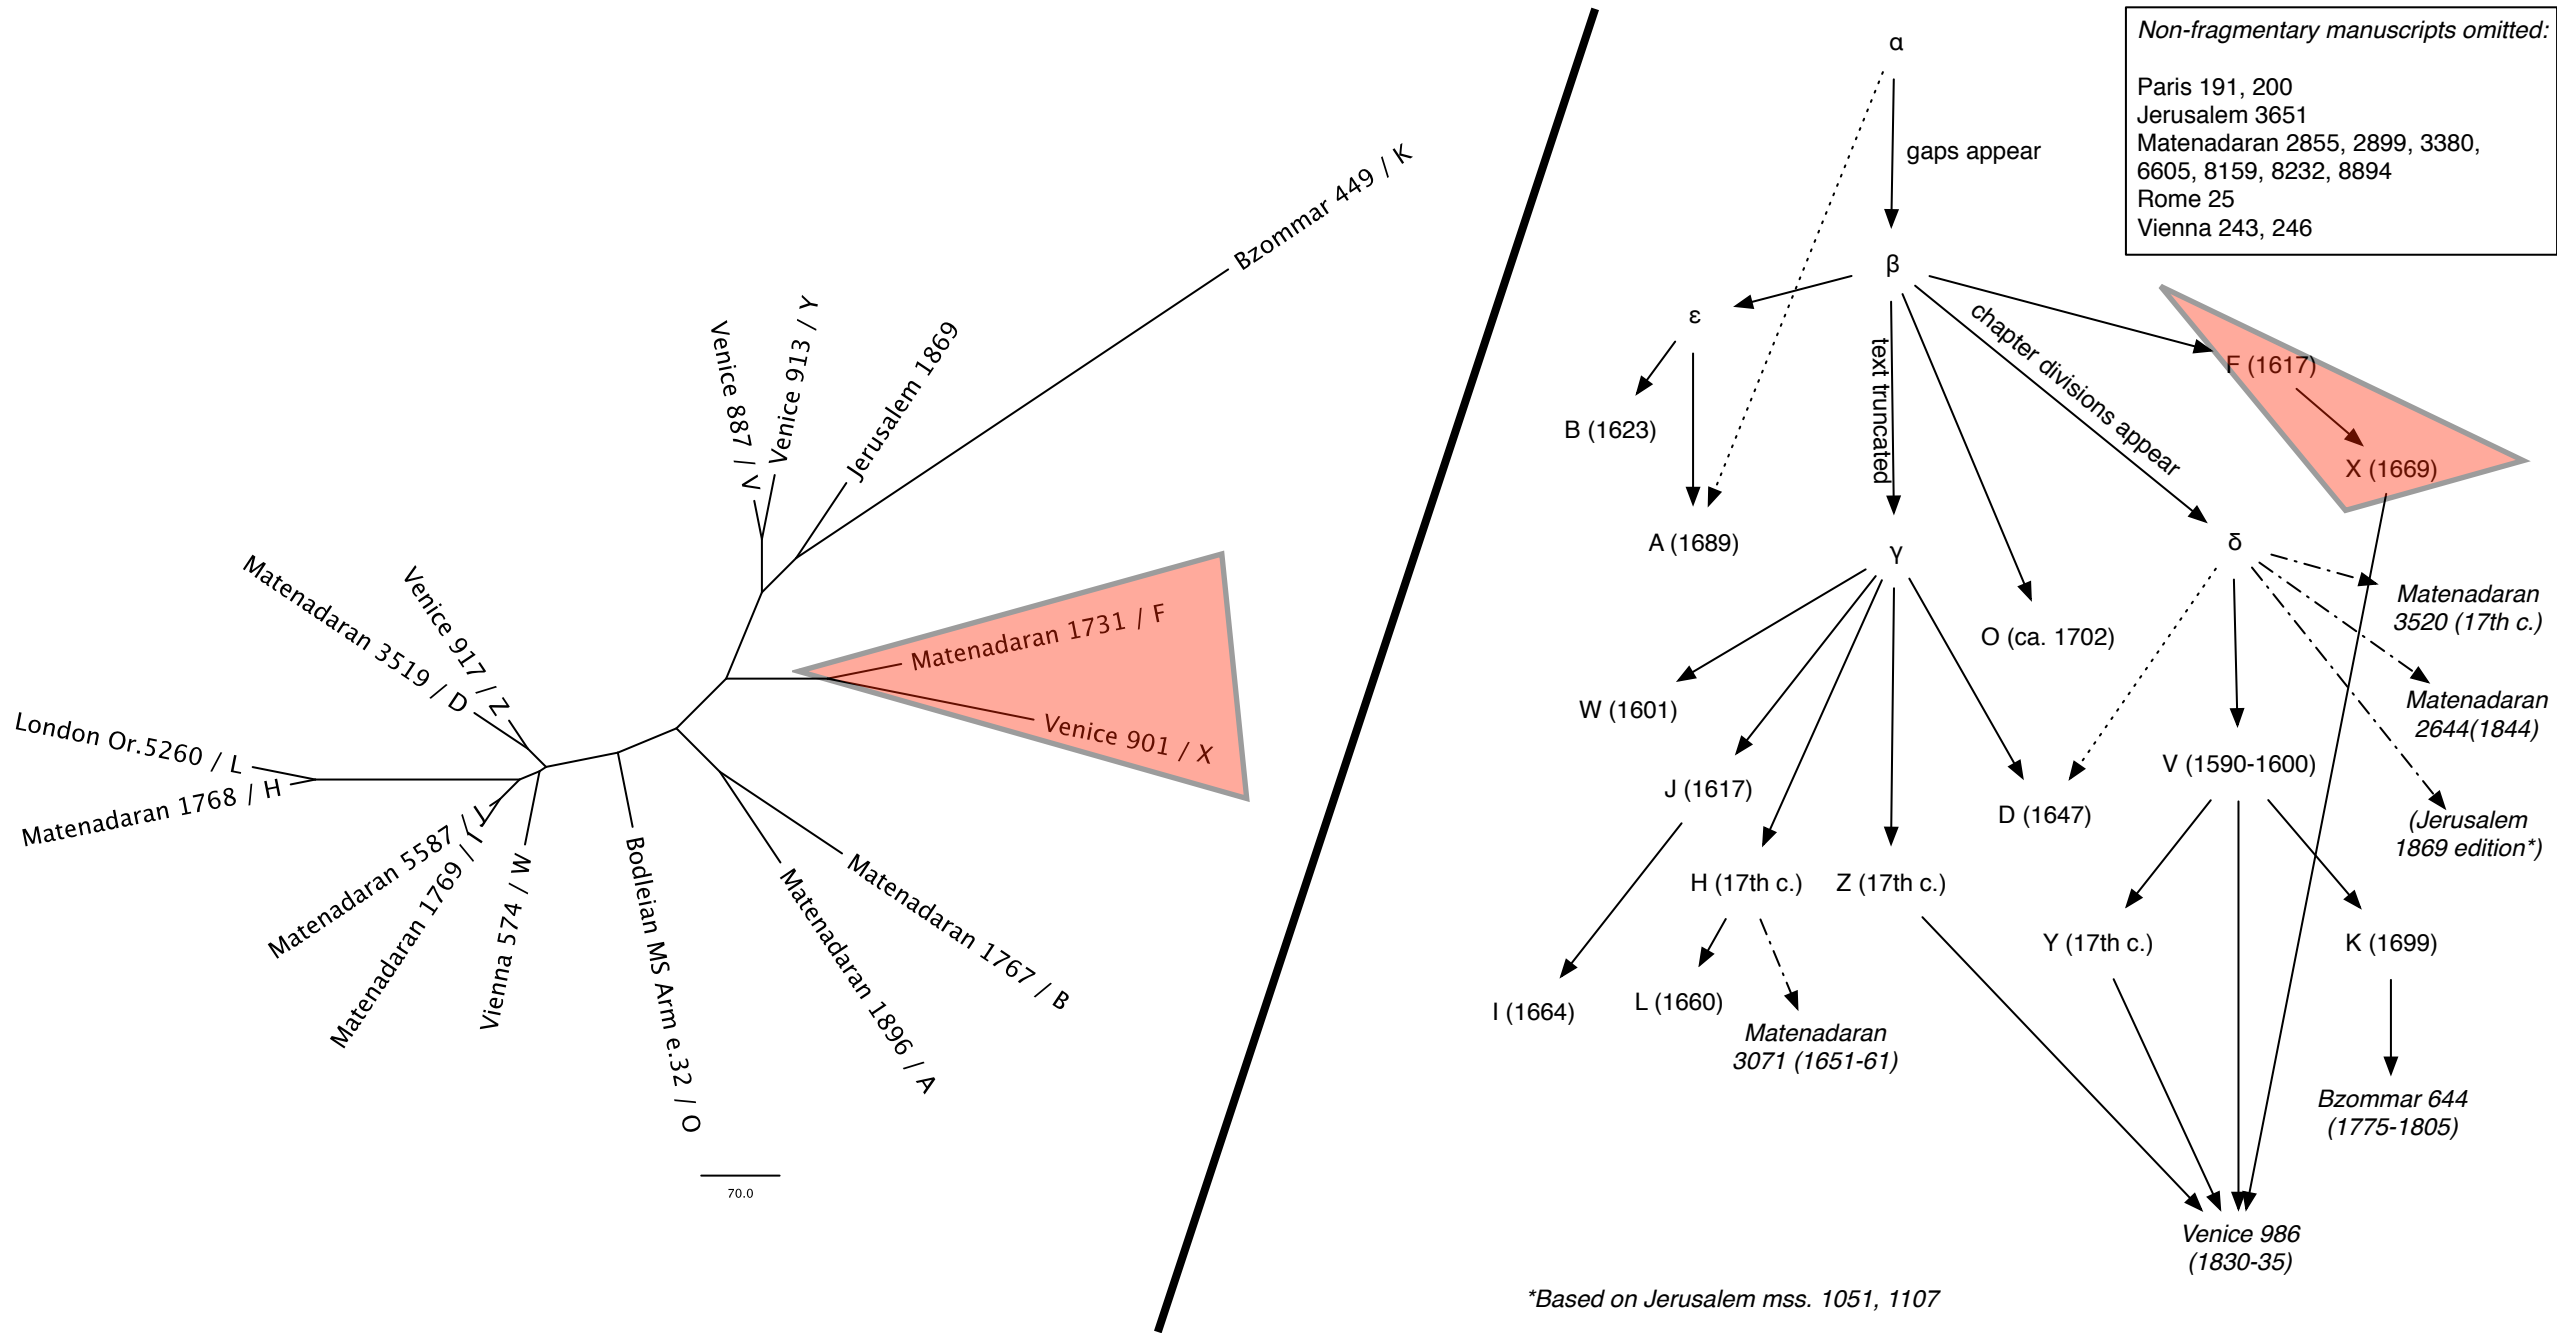 Bzommar 449 / K
Venice 887 / V
Venice 913 / Y
Jerusalem 1869
Matenadaran 1731 / F
Venice 901 / X
Venice 917 / Z
Matenadaran 3519 / D
London Or.5260 / L
Matenadaran 1768 / H
Matenadaran 5587 / J
Matenadaran 1769 / I
Vienna 574 / W
Bodleian MS Arm e.32 / O
Matenadaran 1896 / A
Matenadaran 1767 / B
70.0
α
gaps appear
β
ε
B (1623)
A (1689)
text truncated
chapter divisions appear
F (1617)
X (1669)
γ
δ
O (ca. 1702)
W (1601)
J (1617)
H (17th c.)
Z (17th c.)
D (1647)
I (1664)
L (1660)
Matenadaran
3071 (1651-61)
V (1590-1600)
Matenadaran
3520 (17th c.)
Matenadaran
2644(1844)
(Jerusalem
1869 edition*)
Y (17th c.)
K (1699)
Bzommar 644
(1775-1805)
Venice 986
(1830-35)
*Based on Jerusalem mss. 1051, 1107
Non-fragmentary manuscripts omitted:
Paris 191, 200
Jerusalem 3651
Matenadaran 2855, 2899, 3380,
6605, 8159, 8232, 8894
Rome 25
Vienna 243, 246